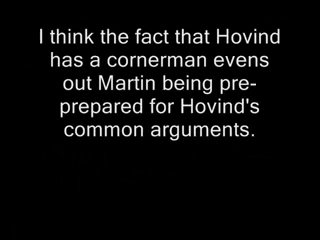 I think the fact that Hovind
has a cornerman evens
out Martin being pre-
prepared for Hovind's
common arguments.